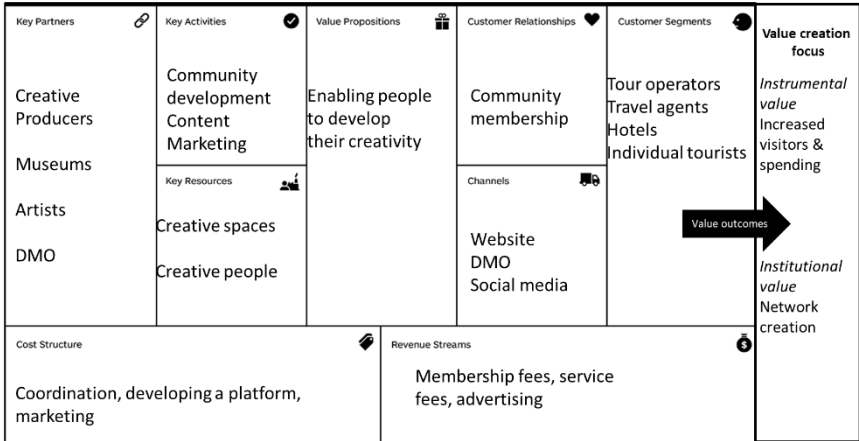 Key Partners
Creative
Producers
Museums
Artists
DMO
Key Activities
Community
development
Content
Marketing
Key Resources
Creative spaces
Creative people
Value Propositions
Enabling people
to develop
their creativity
Customer Relationships
Community
membership
Channels
Website
DMO
Social media
Customer Segments
Tour operators
Travel agents
Hotels
Individual tourists
Value outcomes
Value creation
focus
Instrumental
value
Increased
visitors &
spending
Institutional
value
Network
creation
Cost Structure
Coordination, developing a platform,
marketing
Revenue Streams
$
Membership fees, service
fees, advertising